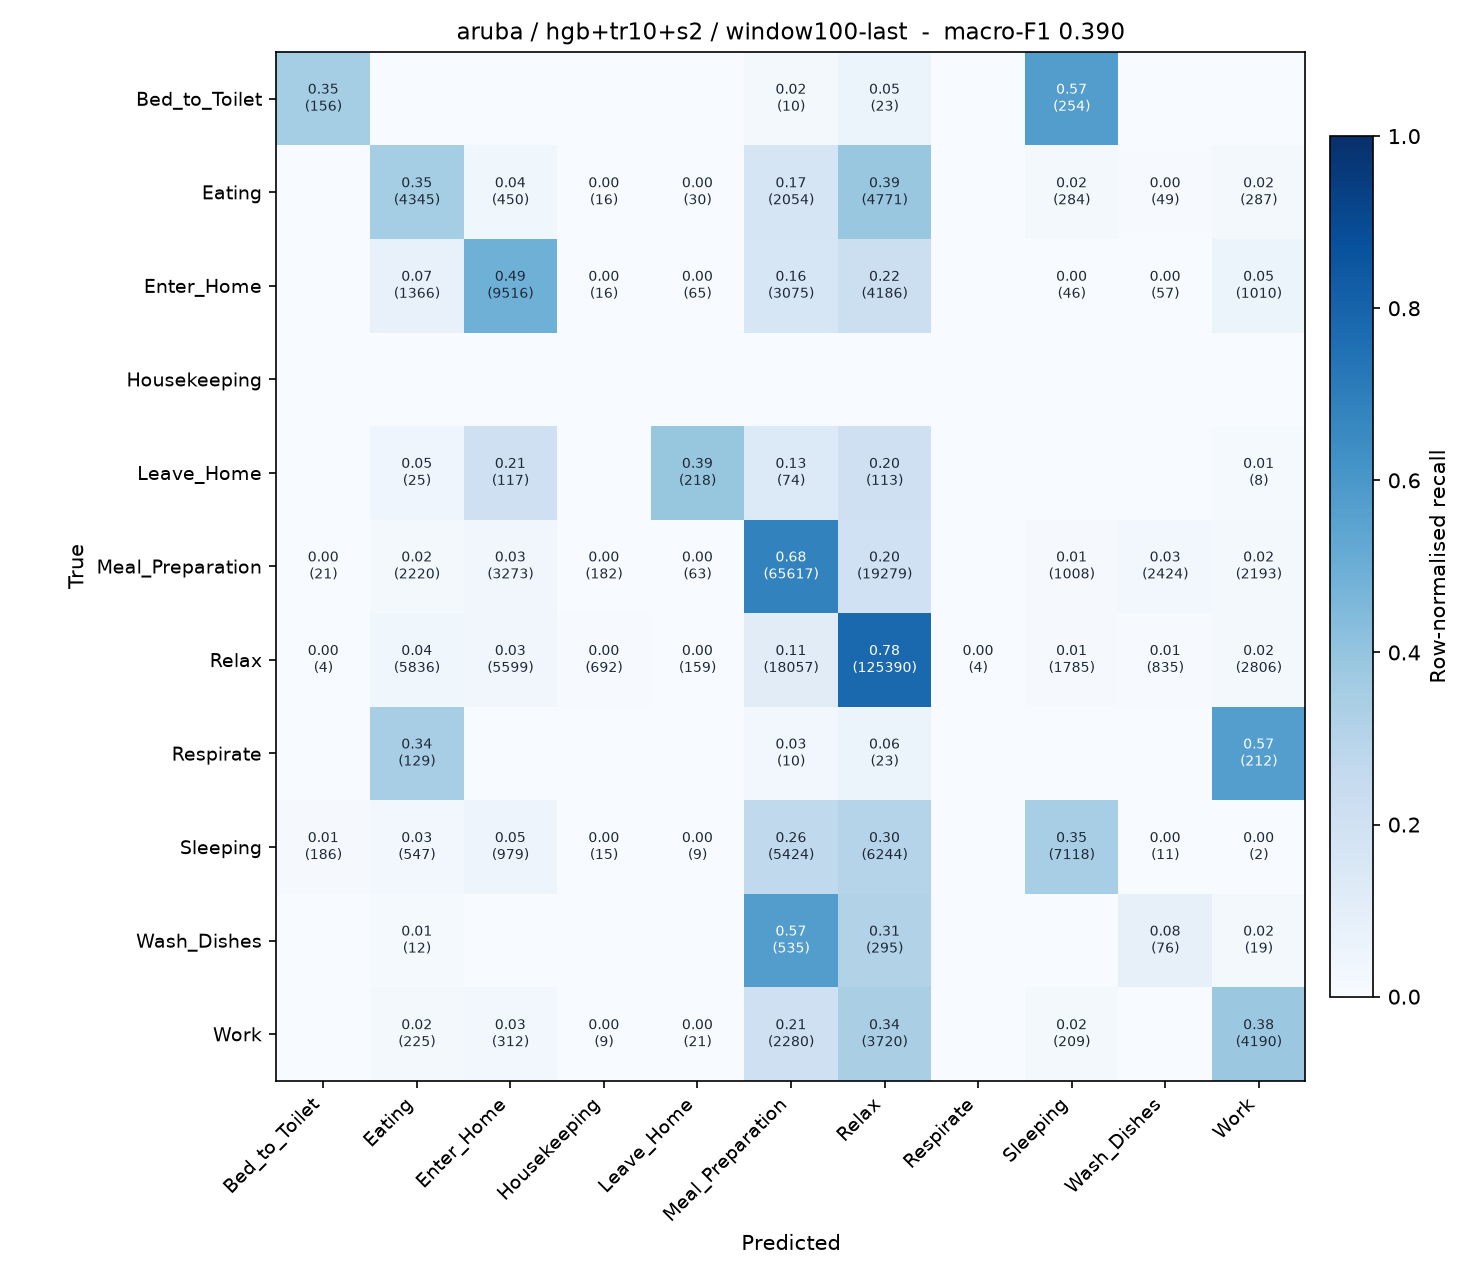 aruba / hgb+tr10+s2 / window100-last - macro-F1 0.390
True
Bed_to_Toilet 0.35 0.02 0.05 0.57
(156) (10) (23) (254)
Eating 0.35 0.04 0.00 0.00 0.17 0.39 0.02 0.00 0.02
(4345) (450) (16) (30) (2054) (4771) (284) (49) (287)
Enter_Home 0.07 0.49 0.00 0.00 0.16 0.22 0.00 0.00 0.05
(1366) (9516) (16) (65) (3075) (4186) (46) (57) (1010)
Housekeeping
Leave_Home 0.05 0.21 0.39 0.13 0.20 0.01
(25) (117) (218) (74) (113) (8)
Meal_Preparation 0.00 0.02 0.03 0.00 0.00 0.68 0.20 0.01 0.03 0.02
(21) (2220) (3273) (182) (63) (65617) (19279) (1008) (2424) (2193)
Relax 0.00 0.04 0.03 0.00 0.00 0.11 0.78 0.00 0.01 0.01 0.02
(4) (5836) (5599) (692) (159) (18057) (125390) (4) (1785) (835) (2806)
Respirate 0.34 0.03 0.06 0.57
(129) (10) (23) (212)
Sleeping 0.01 0.03 0.05 0.00 0.00 0.26 0.30 0.35 0.00 0.00
(186) (547) (979) (15) (9) (5424) (6244) (7118) (11) (2)
Wash_Dishes 0.01 0.57 0.31 0.08 0.02
(12) (535) (295) (76) (19)
Work 0.02 0.03 0.00 0.00 0.21 0.34 0.02 0.38
(225) (312) (9) (21) (2280) (3720) (209) (4190)
Bed_to_Toilet
Eating
Enter_Home
Housekeeping
Leave_Home
Meal_Preparation
Relax
Respirate
Sleeping
Wash_Dishes
Work
Predicted
1.0
0.8
0.6
0.4
0.2
0.0
Row-normalised recall